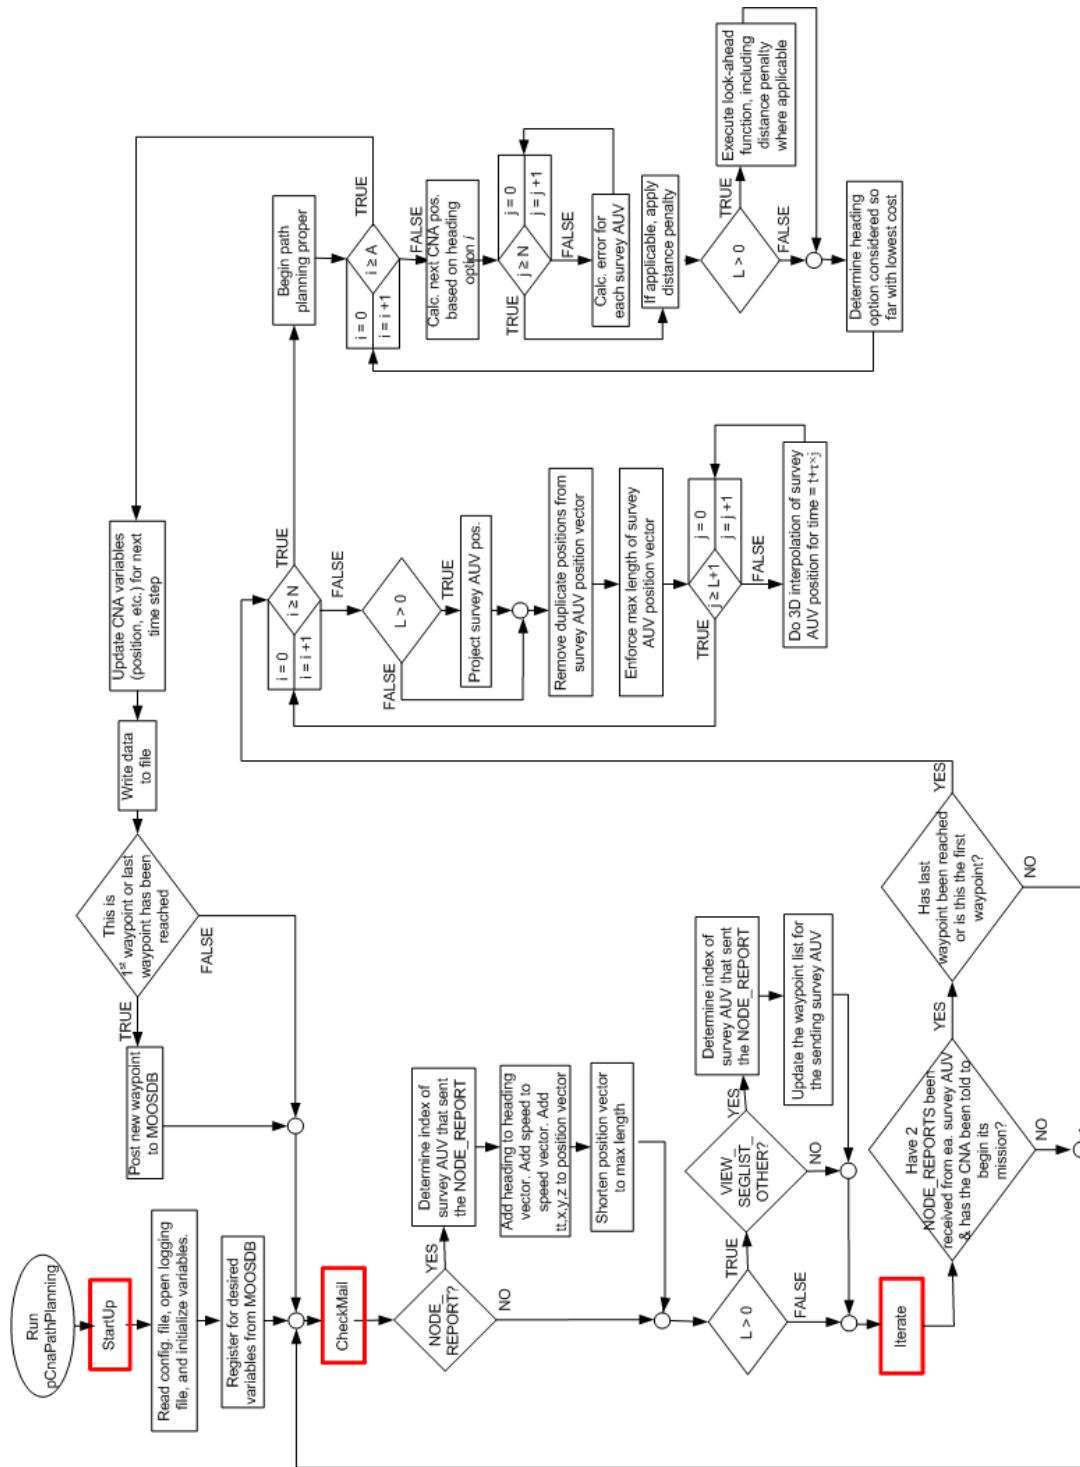 Run
pCnaPathPlanning
StartUp
Read config. file, open logging
file, and initialize variables.
Register for desired
variables from MOOSDB
CheckMail
NODE_
REPORT?
YES
NO
Determine index of
survey AUV that sent
the NODE_REPORT
Add heading to heading
vector. Add speed to
speed vector. Add
tt,x,y,z to position vector
Shorten position vector
to max length
L > 0
TRUE
FALSE
VIEW_
SEGLIST_
OTHER?
YES
NO
Determine index of
survey AUV that sent
the NODE_REPORT
Update the waypoint list for
the sending survey AUV
Iterate
Have 2
NODE_REPORTS been
received from ea. survey AUV
& has the CNA been told to
begin its
mission?
YES
NO
Has last
waypoint been reached
or is this the first
waypoint?
YES
NO
i = 0
i = i +1
i ≥ N
TRUE
FALSE
L > 0
TRUE
FALSE
Project survey AUV pos.
Remove duplicate positions from
survey AUV position vector
Enforce max length of survey
AUV position vector
j ≥ L+1
j = 0
j = j +1
TRUE
FALSE
Do 3D interpolation of survey
AUV position for time = t+τ×j
Begin path
planning proper
i = 0
i = i +1
i ≥ A
TRUE
FALSE
Calc. next CNA pos.
based on heading
option i
j ≥ N
j = 0
j = j +1
TRUE
FALSE
Calc. error for
each survey AUV
If applicable, apply
distance penalty
L > 0
TRUE
FALSE
Execute look-ahead
function, including
distance penalty
where applicable
Determine heading
option considered so
far with lowest cost
Update CNA variables
(position, etc.) for next
time step
Write data
to file
This is
1st waypoint or last
waypoint has been
reached
TRUE
FALSE
Post new waypoint
to MOOSDB